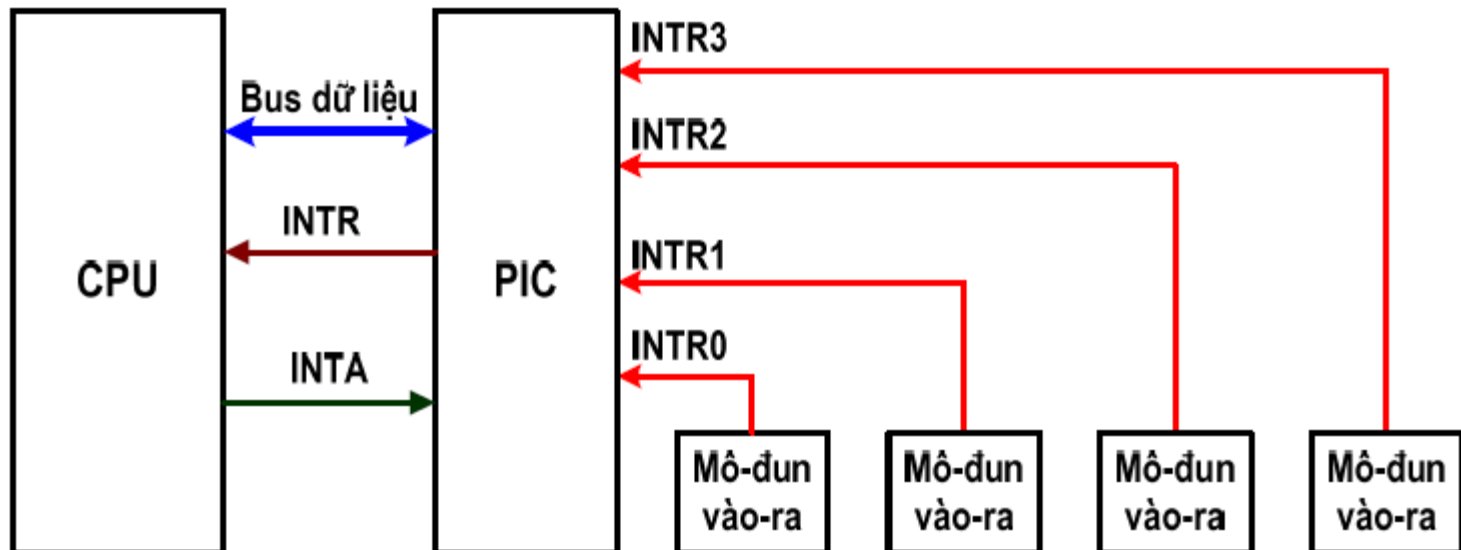 INTR3
Bus dữ liệu
INTR2
INTR
INTR1
CPU
PIC
INTR0
INTA
Mô-đun
vào-ra
Mô-đun
vào-ra
Mô-đun
vào-ra
Mô-đun
vào-ra